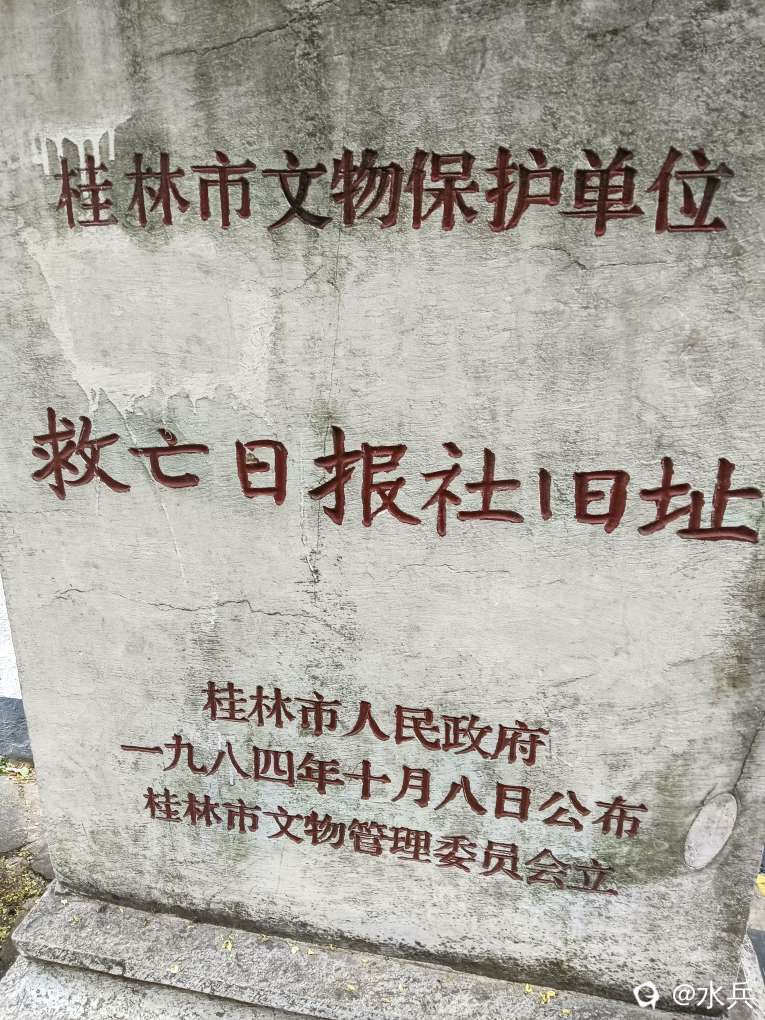 桂林市文物保护单位
救亡日报社旧址
桂林市人民政府
一九八四年十月八日公布
桂林市文物管理委员会立
@水兵